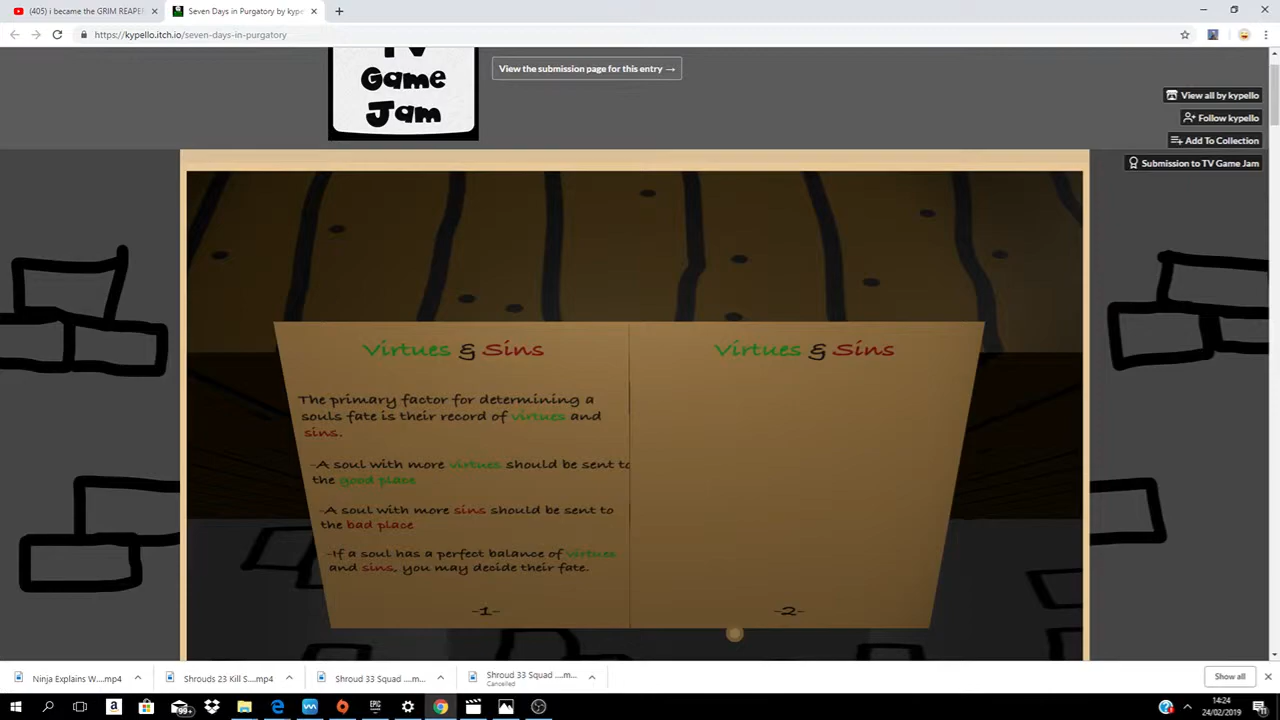 (405) i became the GRIM REAPER
Seven Days in Purgatory by kype
https://kypello.itch.io/seven-days-in-purgatory
TV
Game
Jam
View the submission page for this entry →
View all by kypello
Follow kypello
Add To Collection
Submission to TV Game Jam
Virtues & Sins
The primary factor for determining a
souls fate is their record of virtues and
sins.
-A soul with more virtues should be sent to
the good place
-A soul with more sins should be sent to
the bad place
-If a soul has a perfect balance of virtues
and sins, you may decide their fate.
-1-
Virtues & Sins
-2-
Ninja Explains W....mp4
Shrouds 23 Kill S....mp4
Shroud 33 Squad ....m...
Shroud 33 Squad ....m...
Cancelled
Show all
99+
EPIC
14:24
24/02/2019
11